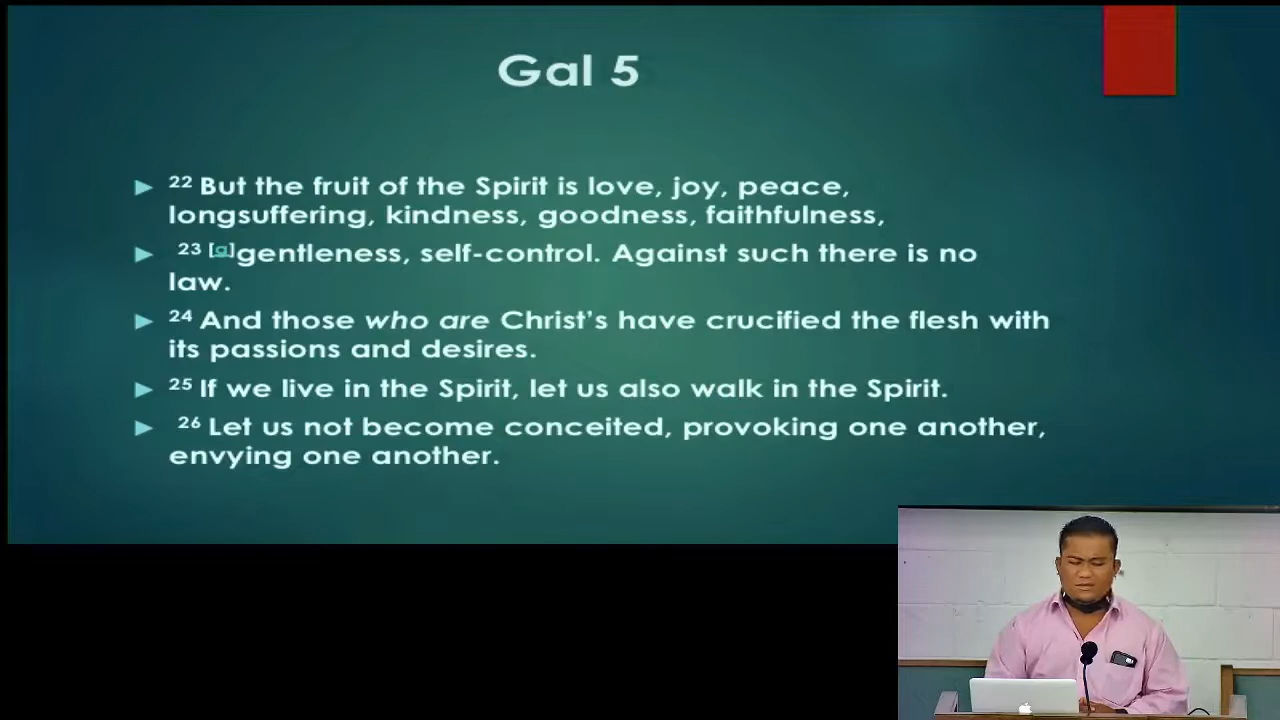 Gal 5
22 But the fruit of the Spirit is love, joy, peace,
longsuffering, kindness, goodness, faithfulness,
23 [g]gentleness, self-control. Against such there is no
law.
24 And those who are Christ's have crucified the flesh with
its passions and desires.
25 If we live in the Spirit, let us also walk in the Spirit.
26 Let us not become conceited, provoking one another,
envying one another.